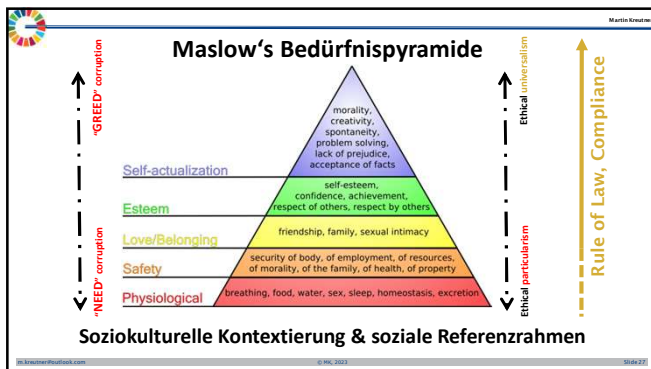 Martin Kreutner
Maslow‘s Bedürfnispyramide
"GREED" corruption
"NEED" corruption
morality,
creativity,
spontaneity,
problem solving,
lack of prejudice,
acceptance of facts
Self-actualization
self-esteem,
confidence, achievement,
respect of others, respect by others
Esteem
friendship, family, sexual intimacy
Love/Belonging
security of body, of employment, of resources,
of morality, of the family, of health, of property
Safety
breathing, food, water, sex, sleep, homeostasis, excretion
Physiological
Ethical universalism
Ethical particularism
Rule of Law, Compliance
Soziokulturelle Kontextierung & soziale Referenzrahmen
m.kreutner@outlook.com
© MK, 2023
Slide 27